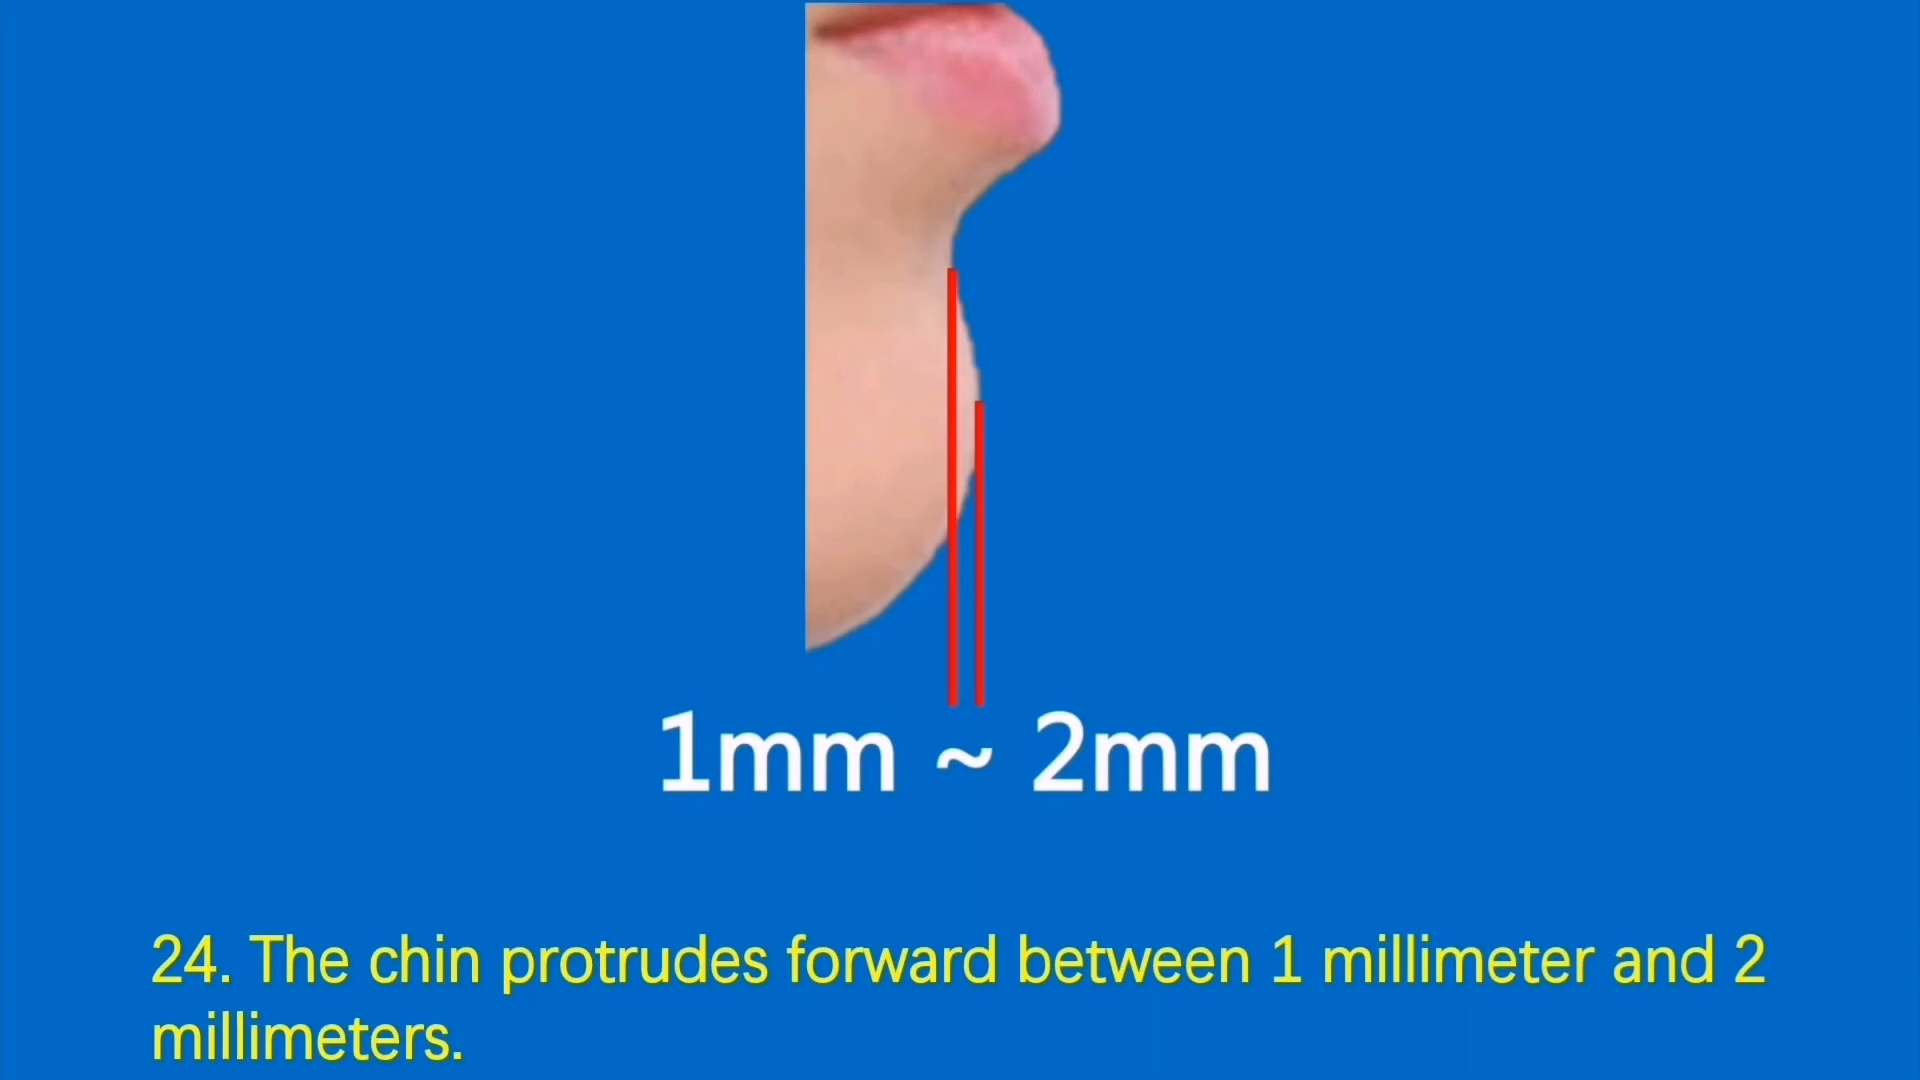 1mm ~ 2mm
24. The chin protrudes forward between 1 millimeter and 2
millimeters.